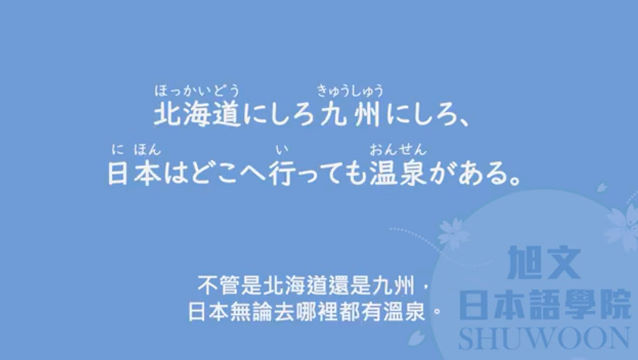 ほっかいどう きゅうしゅう
北海道にしろ九州にしろ、
に ほん い おんせん
日本はどこへ行っても温泉がある。
不管是北海道還是九州，
日本無論去哪裡都有溫泉。
旭文
日本語學院
SHUWOON